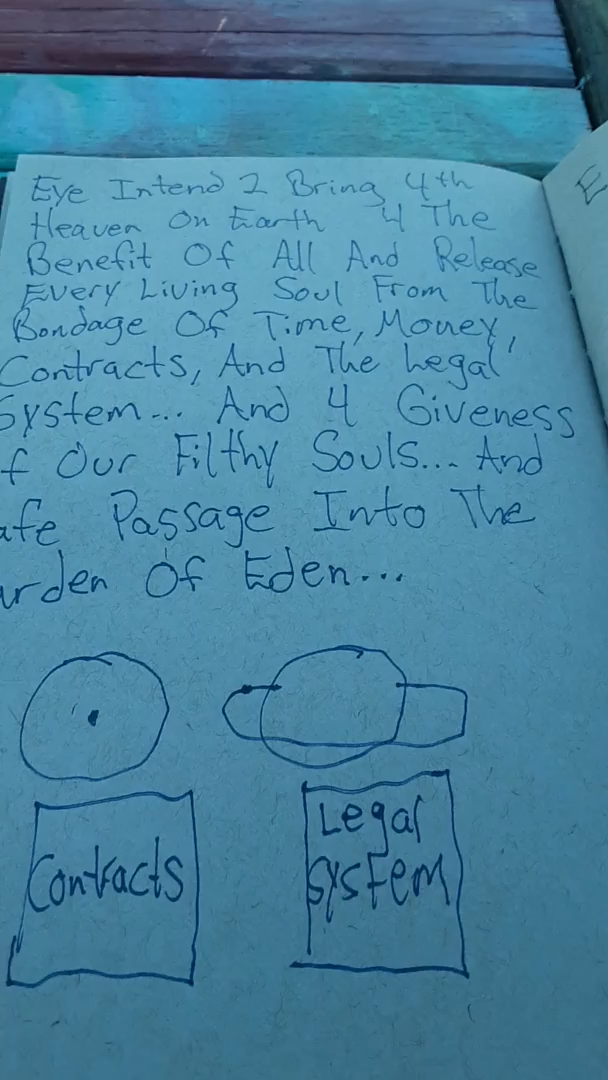 Eye Intend 2 Bring 4th
Heaven On Earth 4 The
Benefit Of All And Release
Every Living Soul From The
Bondage Of Time, Money,
Contracts, And The Legal
System... And 4 Giveness
f Our Filthy Souls... And
afe Passage Into The
arden Of Eden...
Contracts
Legal
System